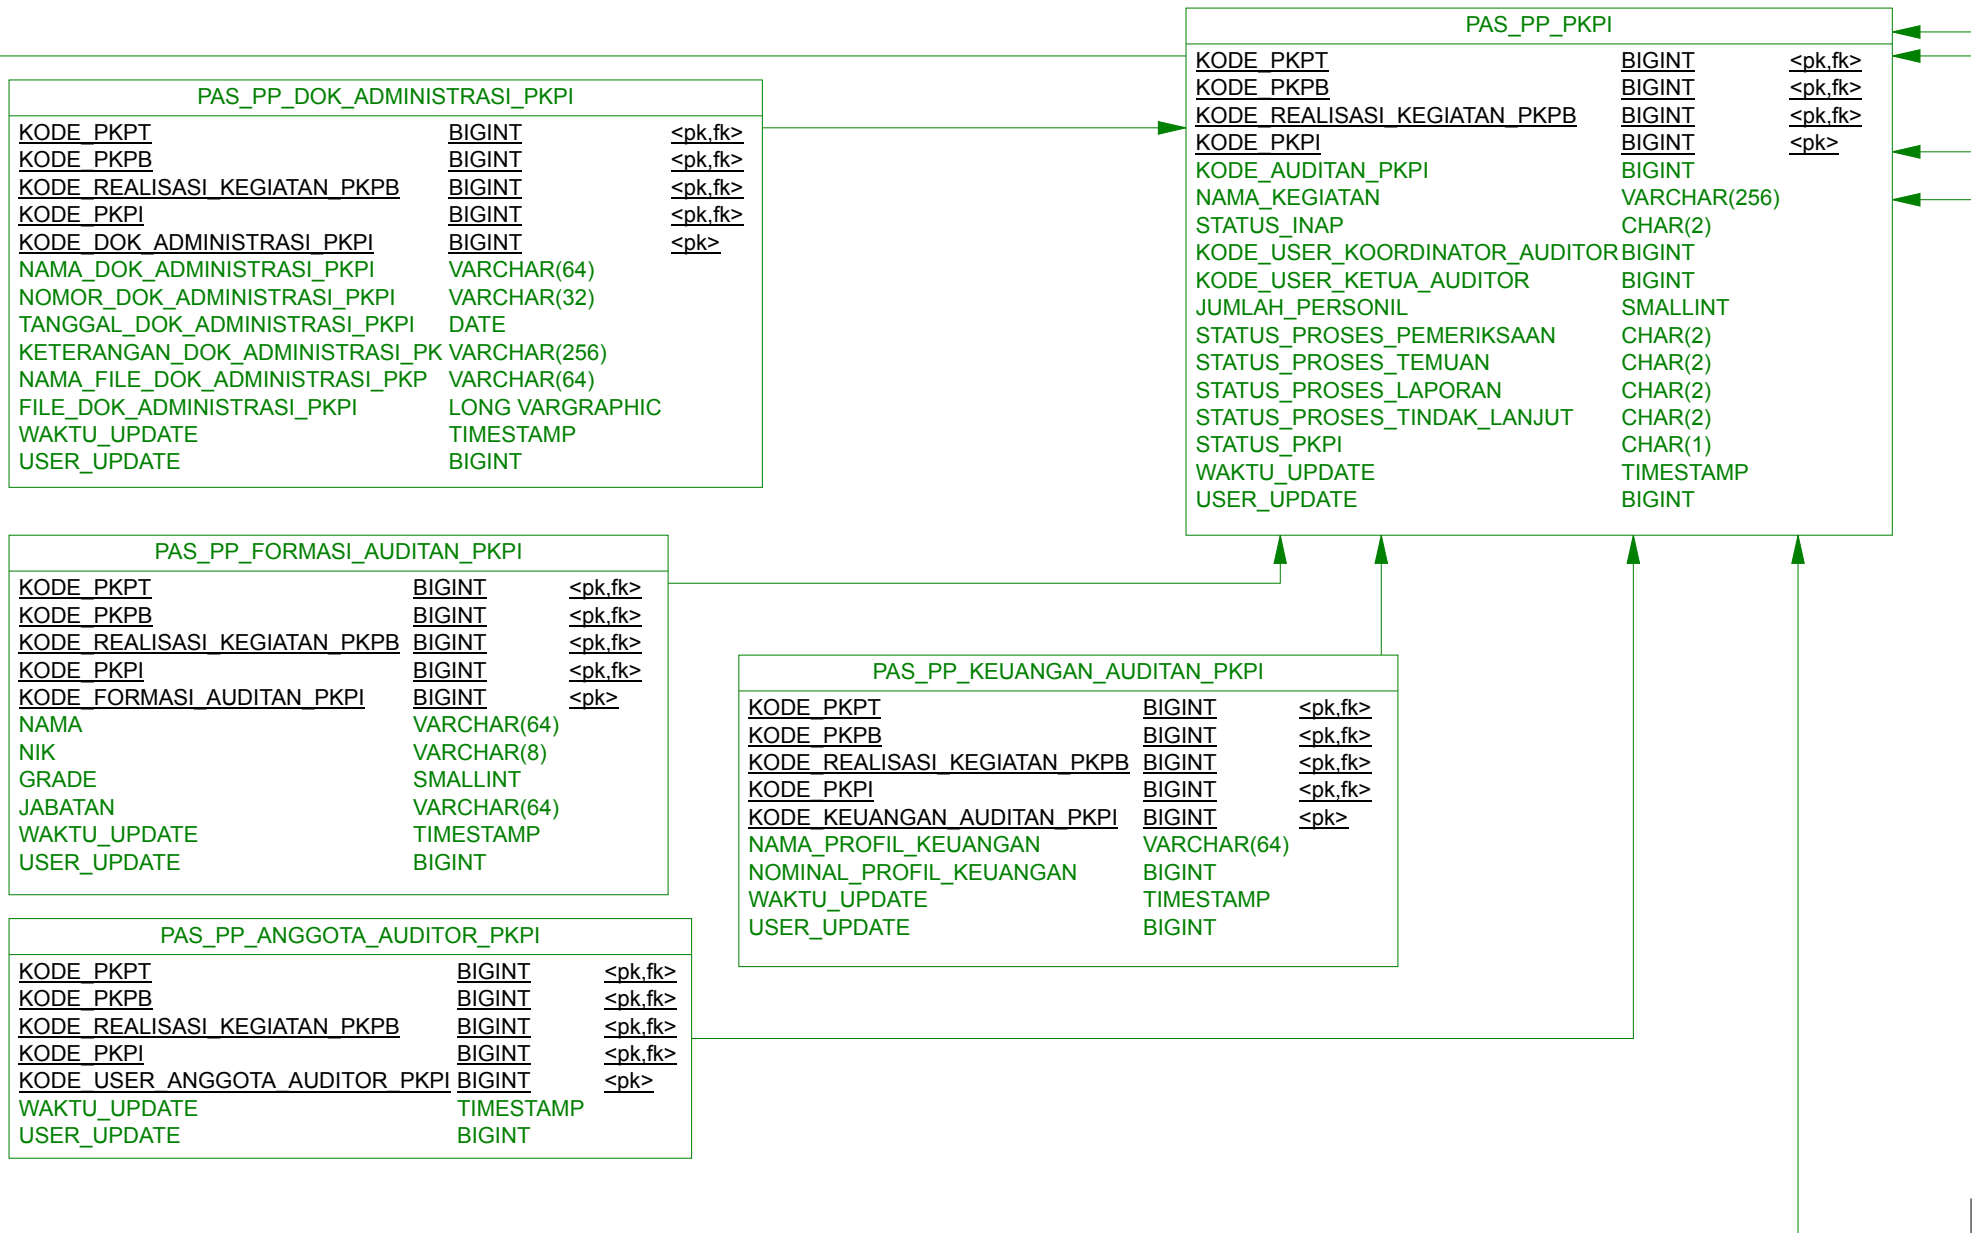 PAS_PP_PKPI
KODE_PKPT BIGINT <pk,fk>
KODE_PKPB BIGINT <pk,fk>
KODE_REALISASI_KEGIATAN_PKPB BIGINT <pk,fk>
KODE_PKPI BIGINT <pk>
KODE_AUDITAN_PKPI BIGINT
NAMA_KEGIATAN VARCHAR(256)
STATUS_INAP CHAR(2)
KODE_USER_KOORDINATOR_AUDITOR BIGINT
KODE_USER_KETUA_AUDITOR BIGINT
JUMLAH_PERSONIL SMALLINT
STATUS_PROSES_PEMERIKSAAN CHAR(2)
STATUS_PROSES_TEMUAN CHAR(2)
STATUS_PROSES_LAPORAN CHAR(2)
STATUS_PROSES_TINDAK_LANJUT CHAR(2)
STATUS_PKPI CHAR(1)
WAKTU_UPDATE TIMESTAMP
USER_UPDATE BIGINT
PAS_PP_DOK_ADMINISTRASI_PKPI
KODE_PKPT BIGINT <pk,fk>
KODE_PKPB BIGINT <pk,fk>
KODE_REALISASI_KEGIATAN_PKPB BIGINT <pk,fk>
KODE_PKPI BIGINT <pk,fk>
KODE_DOK_ADMINISTRASI_PKPI BIGINT <pk>
NAMA_DOK_ADMINISTRASI_PKPI VARCHAR(64)
NOMOR_DOK_ADMINISTRASI_PKPI VARCHAR(32)
TANGGAL_DOK_ADMINISTRASI_PKPI DATE
KETERANGAN_DOK_ADMINISTRASI_PK VARCHAR(256)
NAMA_FILE_DOK_ADMINISTRASI_PKP VARCHAR(64)
FILE_DOK_ADMINISTRASI_PKPI LONG VARGRAPHIC
WAKTU_UPDATE TIMESTAMP
USER_UPDATE BIGINT
PAS_PP_FORMASI_AUDITAN_PKPI
KODE_PKPT BIGINT <pk,fk>
KODE_PKPB BIGINT <pk,fk>
KODE_REALISASI_KEGIATAN_PKPB BIGINT <pk,fk>
KODE_PKPI BIGINT <pk,fk>
KODE_FORMASI_AUDITAN_PKPI BIGINT <pk>
NAMA VARCHAR(64)
NIK VARCHAR(8)
GRADE SMALLINT
JABATAN VARCHAR(64)
WAKTU_UPDATE TIMESTAMP
USER_UPDATE BIGINT
PAS_PP_KEUANGAN_AUDITAN_PKPI
KODE_PKPT BIGINT <pk,fk>
KODE_PKPB BIGINT <pk,fk>
KODE_REALISASI_KEGIATAN_PKPB BIGINT <pk,fk>
KODE_PKPI BIGINT <pk,fk>
KODE_KEUANGAN_AUDITAN_PKPI BIGINT <pk>
NAMA_PROFIL_KEUANGAN VARCHAR(64)
NOMINAL_PROFIL_KEUANGAN BIGINT
WAKTU_UPDATE TIMESTAMP
USER_UPDATE BIGINT
PAS_PP_ANGGOTA_AUDITOR_PKPI
KODE_PKPT BIGINT <pk,fk>
KODE_PKPB BIGINT <pk,fk>
KODE_REALISASI_KEGIATAN_PKPB BIGINT <pk,fk>
KODE_PKPI BIGINT <pk,fk>
KODE_USER_ANGGOTA_AUDITOR_PKPI BIGINT <pk>
WAKTU_UPDATE TIMESTAMP
USER_UPDATE BIGINT